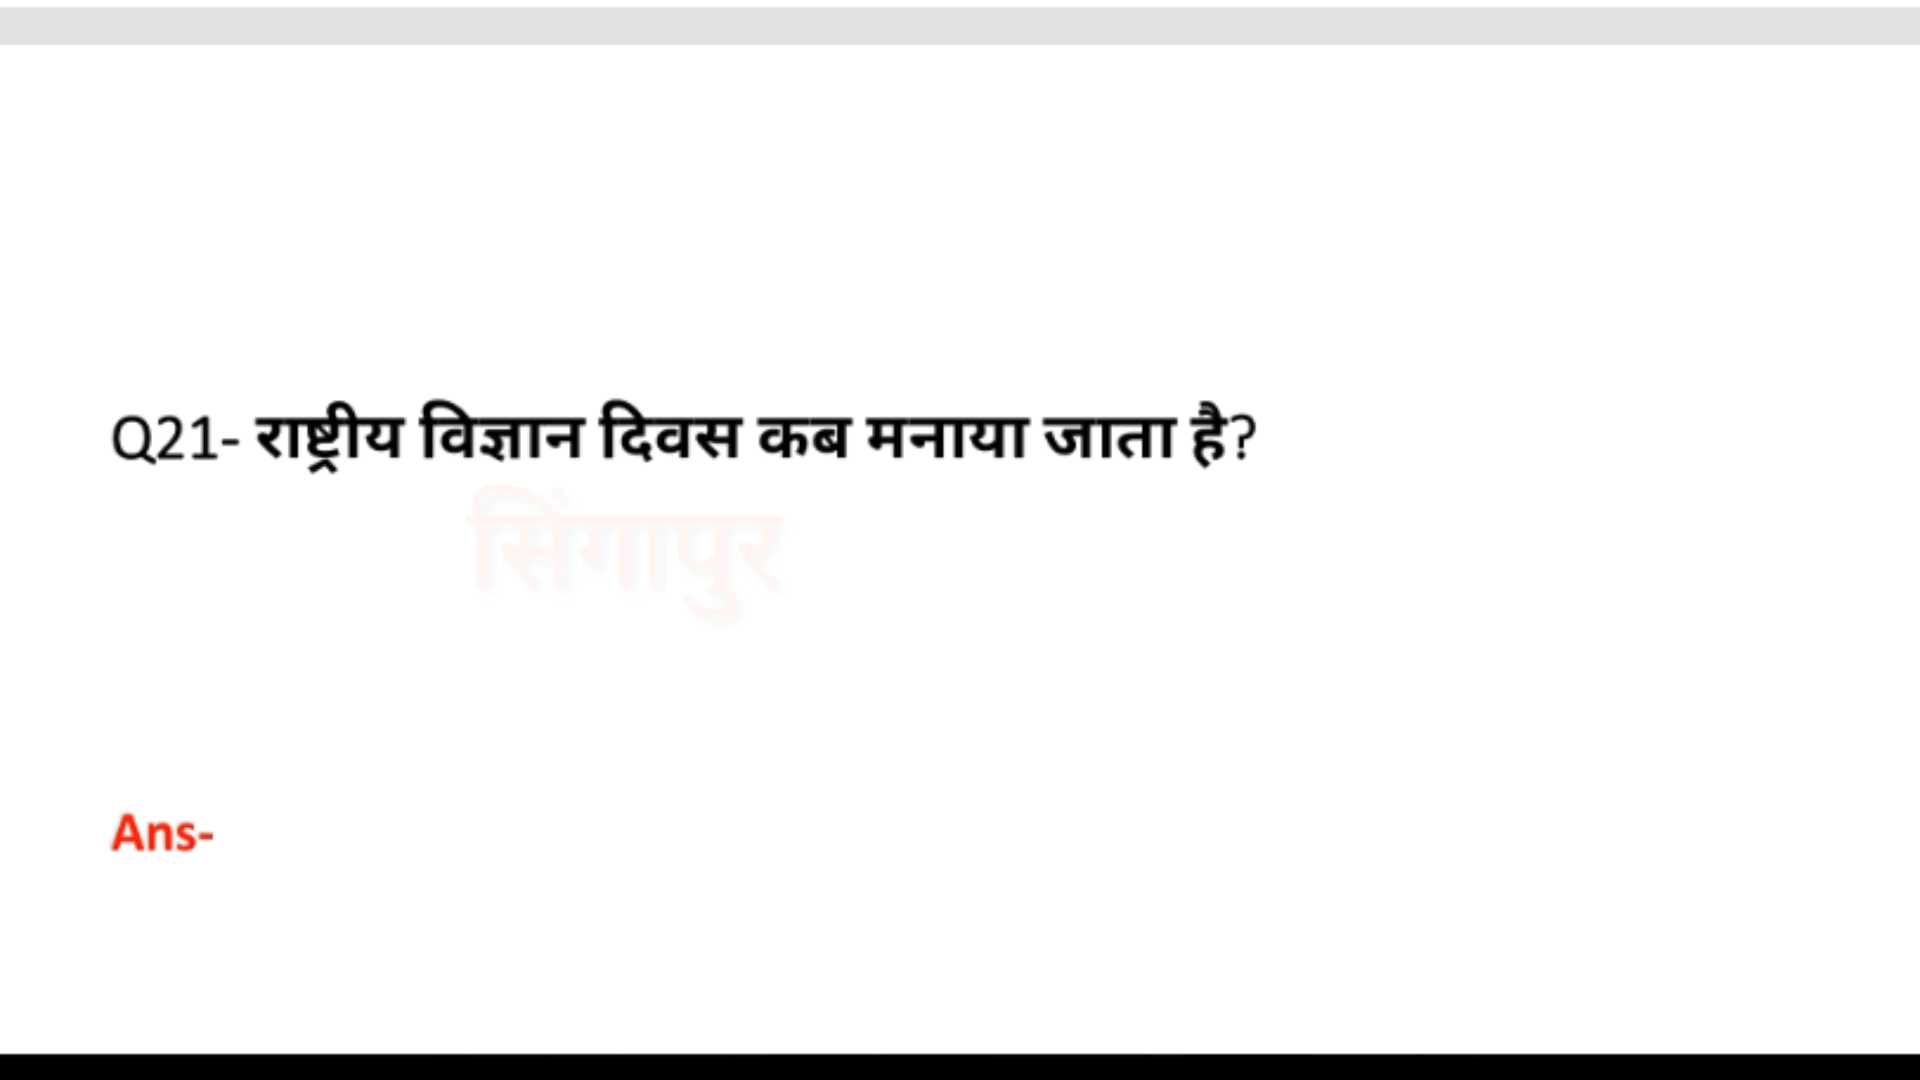 Q21- राष्ट्रीय विज्ञान दिवस कब मनाया जाता है?
सिंगापुर
Ans-